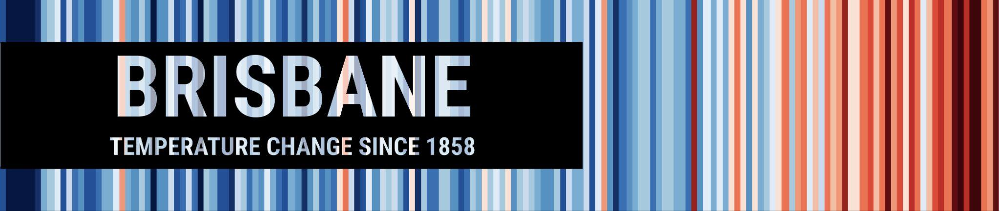 BRISBANE
TEMPERATURE CHANGE SINCE 1858